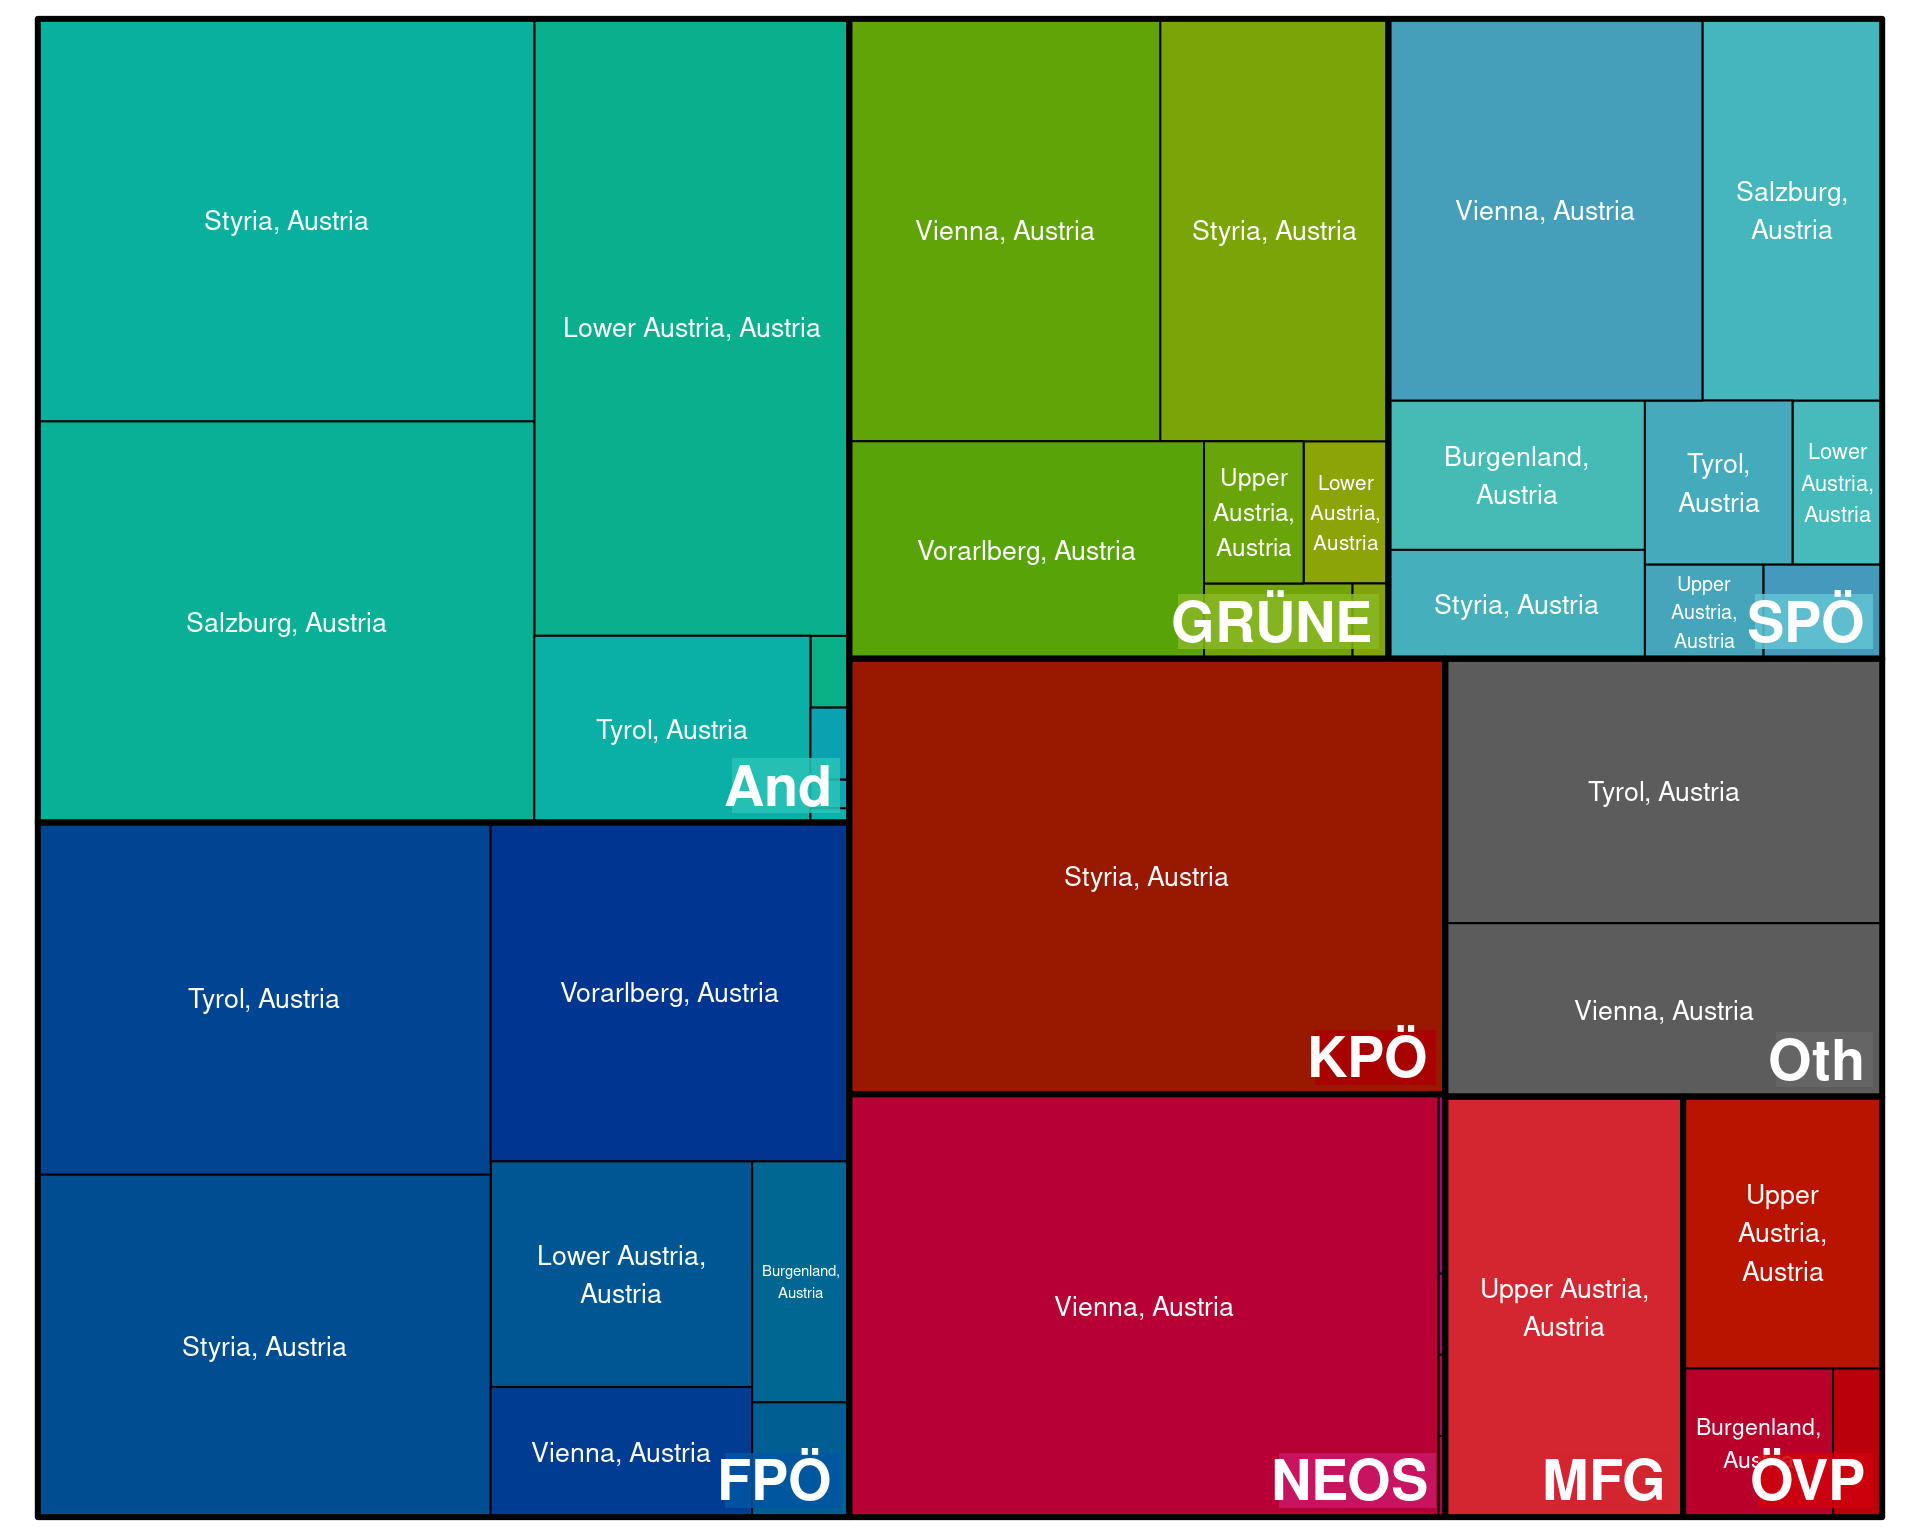 Styria, Austria
Salzburg, Austria
Lower Austria, Austria
Tyrol, Austria
And
Vienna, Austria
Styria, Austria
Vorarlberg, Austria
Upper
Austria,
Austria
Lower
Austria,
Austria
GRÜNE
Vienna, Austria
Salzburg,
Austria
Burgenland,
Austria
Styria, Austria
Tyrol,
Austria
Lower
Austria,
Austria
Upper
Austria,
Austria
SPÖ
Tyrol, Austria
Styria, Austria
Vorarlberg, Austria
Lower Austria,
Austria
Burgenland,
Austria
Vienna, Austria
FPÖ
Styria, Austria
KPÖ
Tyrol, Austria
Vienna, Austria
Oth
Vienna, Austria
NEOS
Upper Austria,
Austria
MFG
Upper
Austria,
Austria
Burgenland,
ÖVP